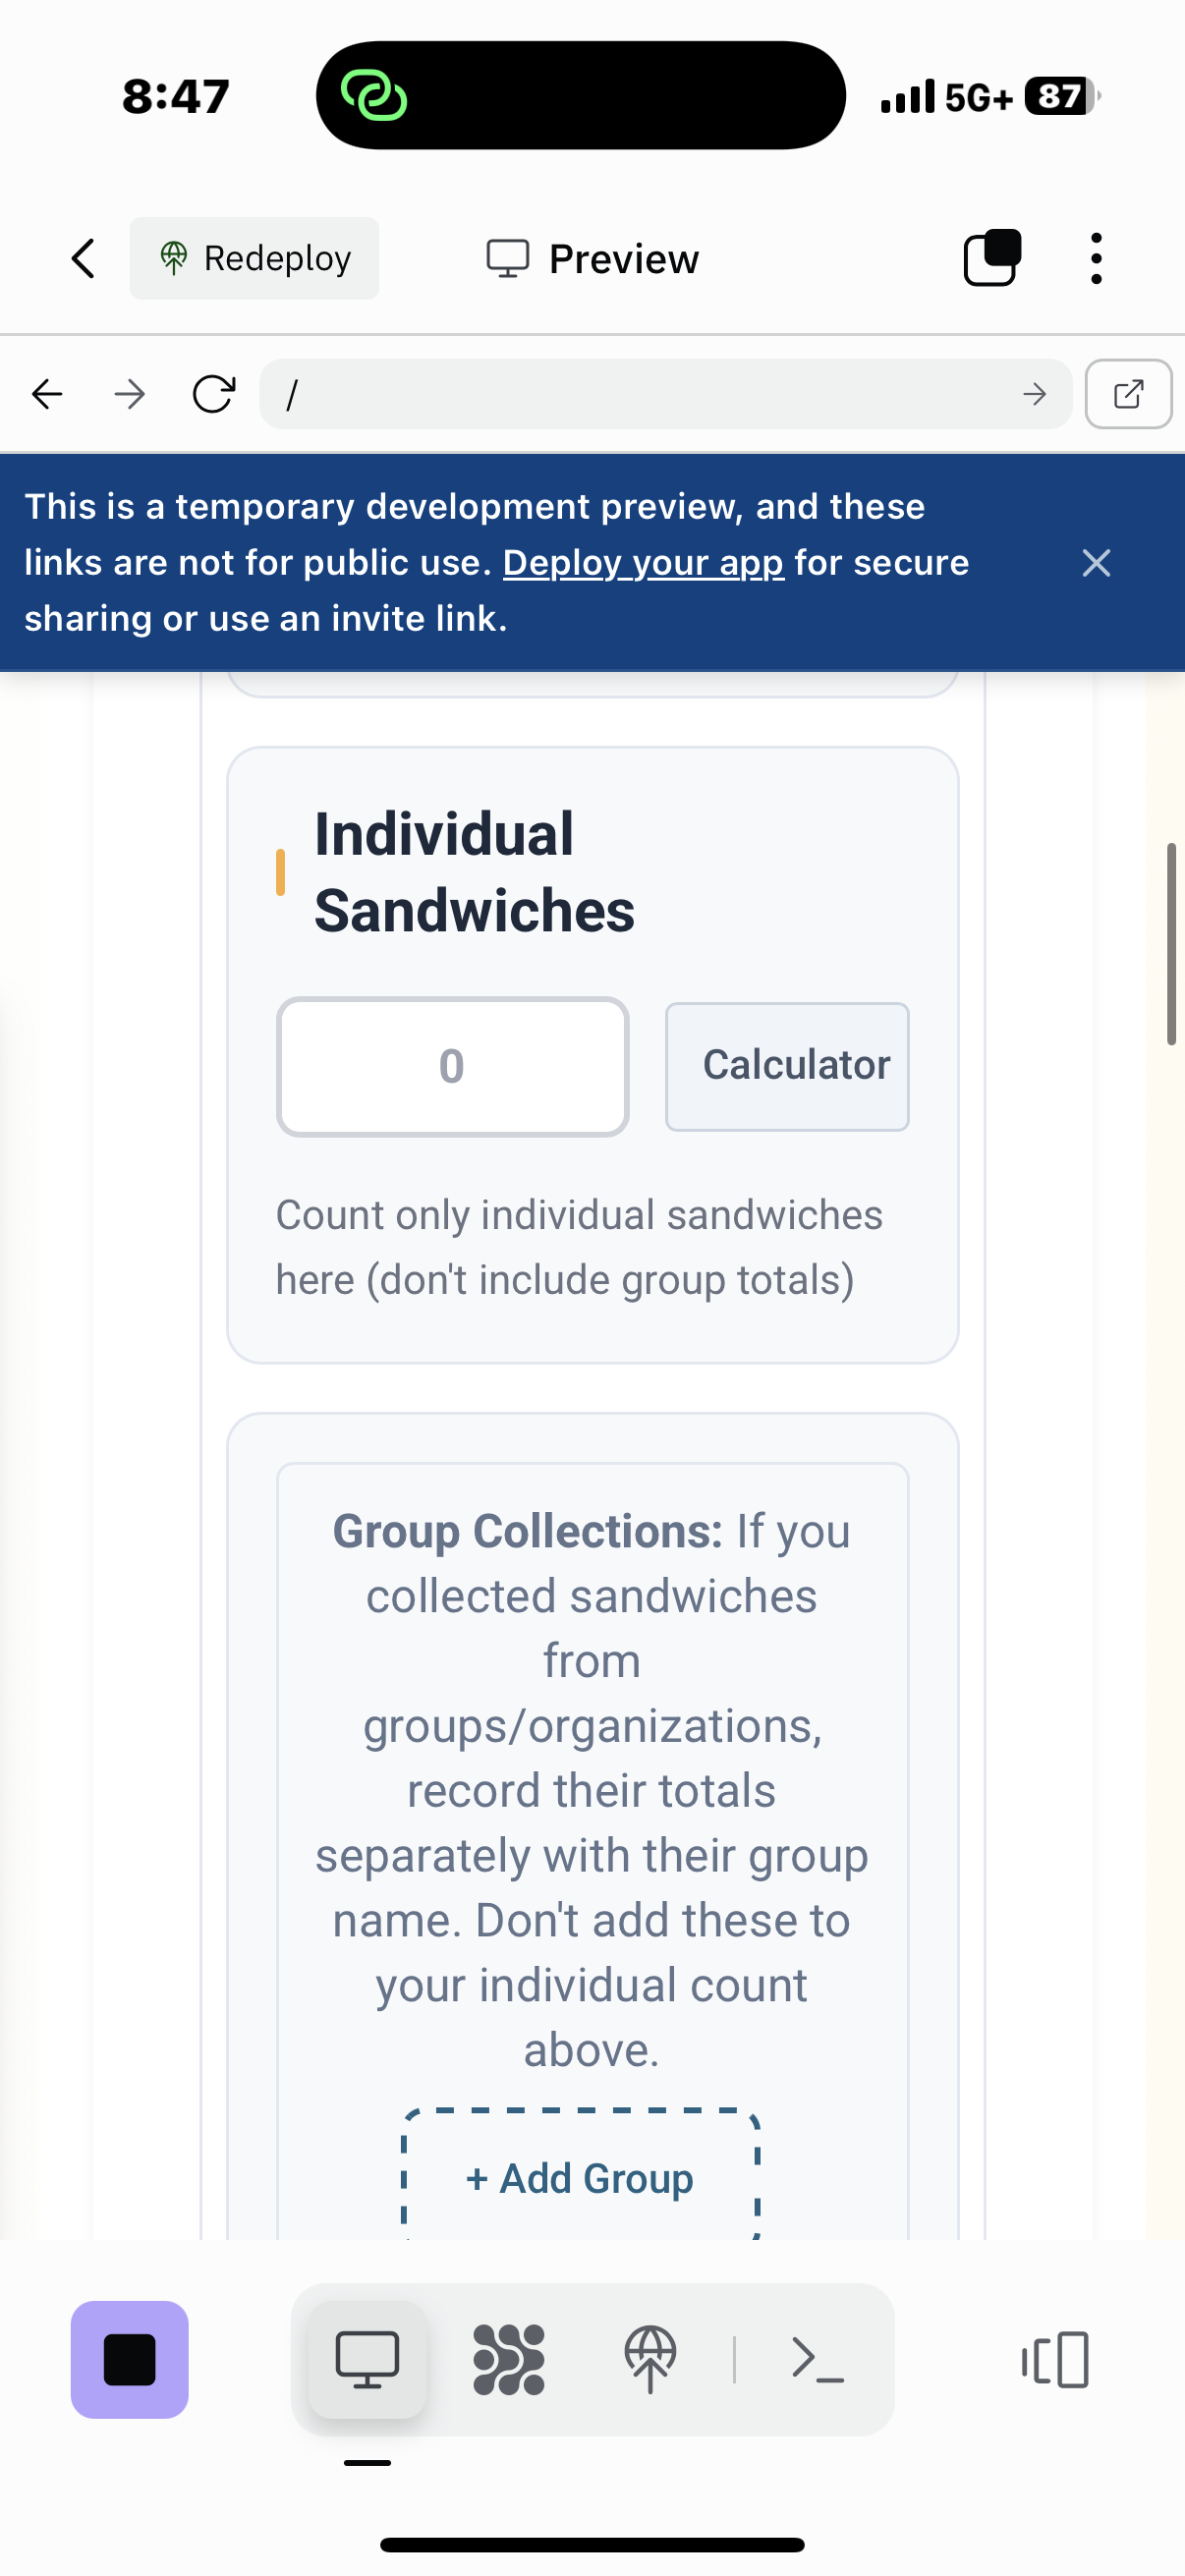 8:47
5G+ 87
Redeploy
Preview
/
This is a temporary development preview, and these
links are not for public use. Deploy your app for secure
sharing or use an invite link.
Individual
Sandwiches
0
Calculator
Count only individual sandwiches
here (don't include group totals)
Group Collections: If you
collected sandwiches
from
groups/organizations,
record their totals
separately with their group
name. Don't add these to
your individual count
above.
+ Add Group